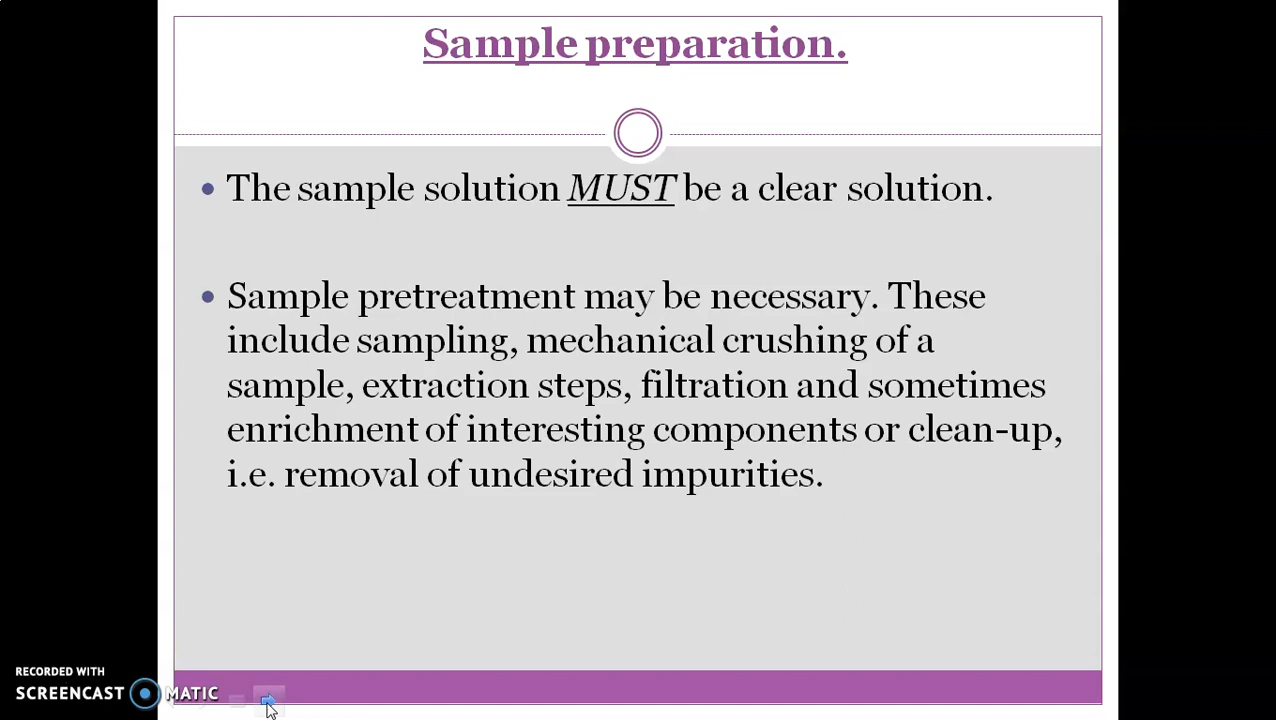 Sample preparation.
• The sample solution MUST be a clear solution.
• Sample pretreatment may be necessary. These
include sampling, mechanical crushing of a
sample, extraction steps, filtration and sometimes
enrichment of interesting components or clean-up,
i.e. removal of undesired impurities.
RECORDED WITH
SCREENCAST MATIC